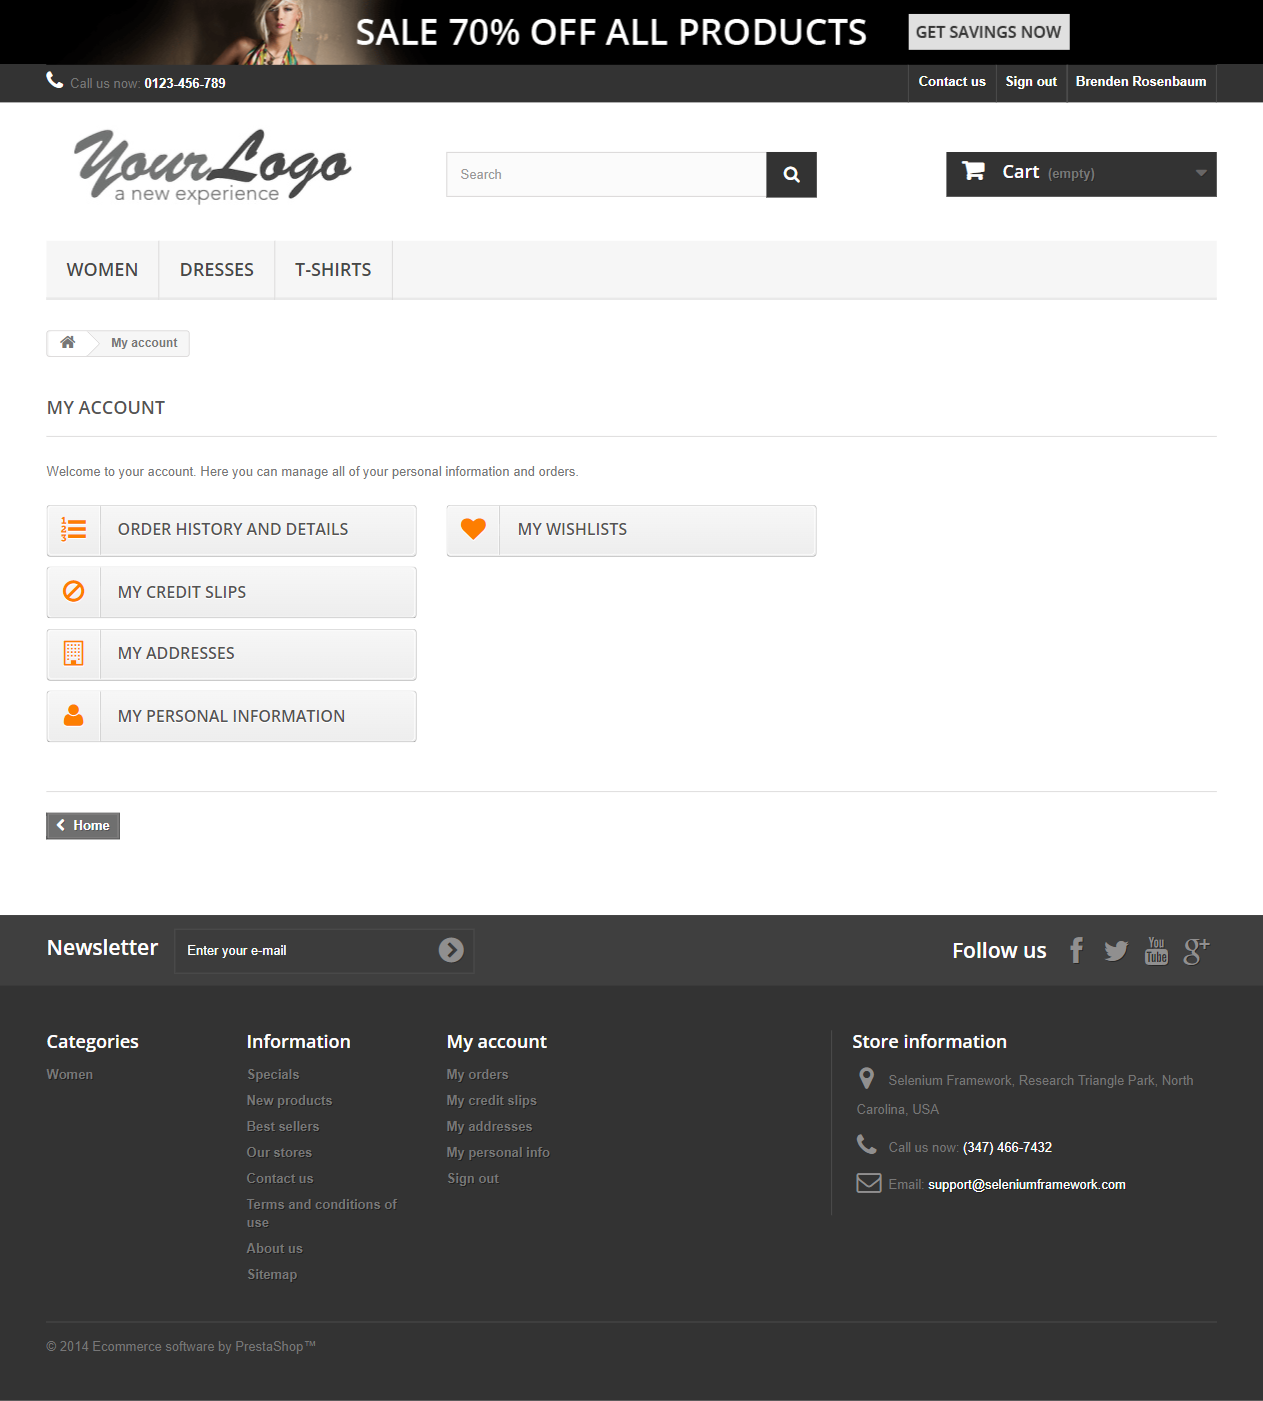 SALE 70% OFF ALL PRODUCTS GET SAVINGS NOW
Call us now: 0123-456-789
Contact us Sign out Brenden Rosenbaum
YourLogo
a new experience
Search
Cart (empty)
WOMEN DRESSES T-SHIRTS
My account
MY ACCOUNT
Welcome to your account. Here you can manage all of your personal information and orders.
ORDER HISTORY AND DETAILS
MY CREDIT SLIPS
MY ADDRESSES
MY PERSONAL INFORMATION
MY WISHLISTS
Home
Newsletter Enter your e-mail
Follow us
Categories
Women
Information
Specials
New products
Best sellers
Our stores
Contact us
Terms and conditions of
use
About us
Sitemap
My account
My orders
My credit slips
My addresses
My personal info
Sign out
Store information
Selenium Framework, Research Triangle Park, North
Carolina, USA
Call us now: (347) 466-7432
Email: support@seleniumframework.com
© 2014 Ecommerce software by PrestaShop™